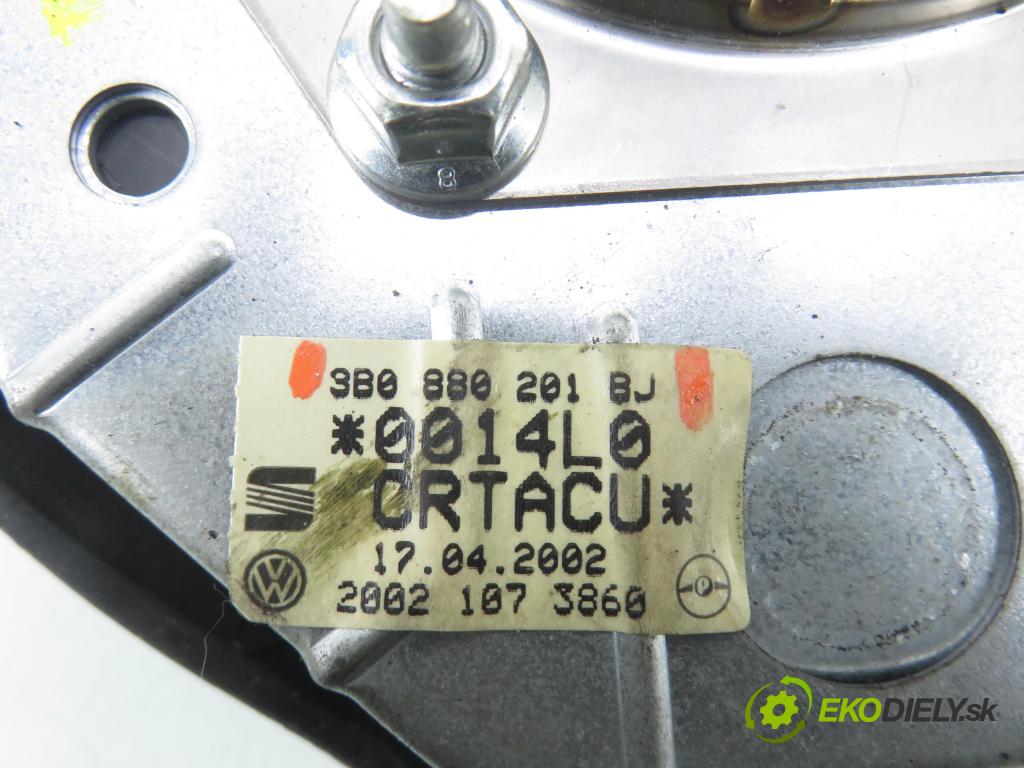 8
3B0 880 201 BJ
*0014L0
CRTACU*
17.04.2002
2002 107 3860
EKODIELY.sk